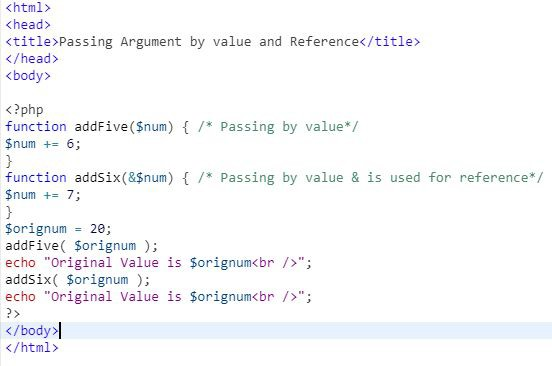 <html>
<head>
<title>Passing Argument by value and Reference</title>
</head>
<body>
<?php
function addFive($num) { /* Passing by value*/
$num += 6;
}
function addSix(&$num) { /* Passing by value & is used for reference*/
$num += 7;
}
$orignum = 20;
addFive( $orignum );
echo "Original Value is $orignum<br />";
addSix( $orignum );
echo "Original Value is $orignum<br />";
?>
</body>
</html>